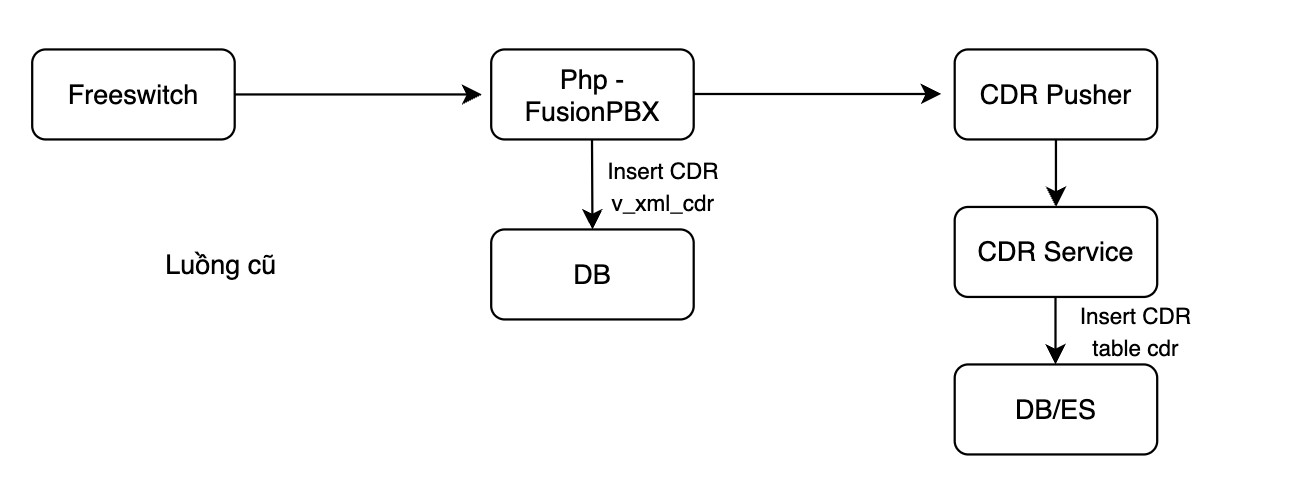 Freeswitch
Php -
FusionPBX
CDR Pusher
Insert CDR
v_xml_cdr
CDR Service
Luồng cũ
DB
Insert CDR
table cdr
DB/ES